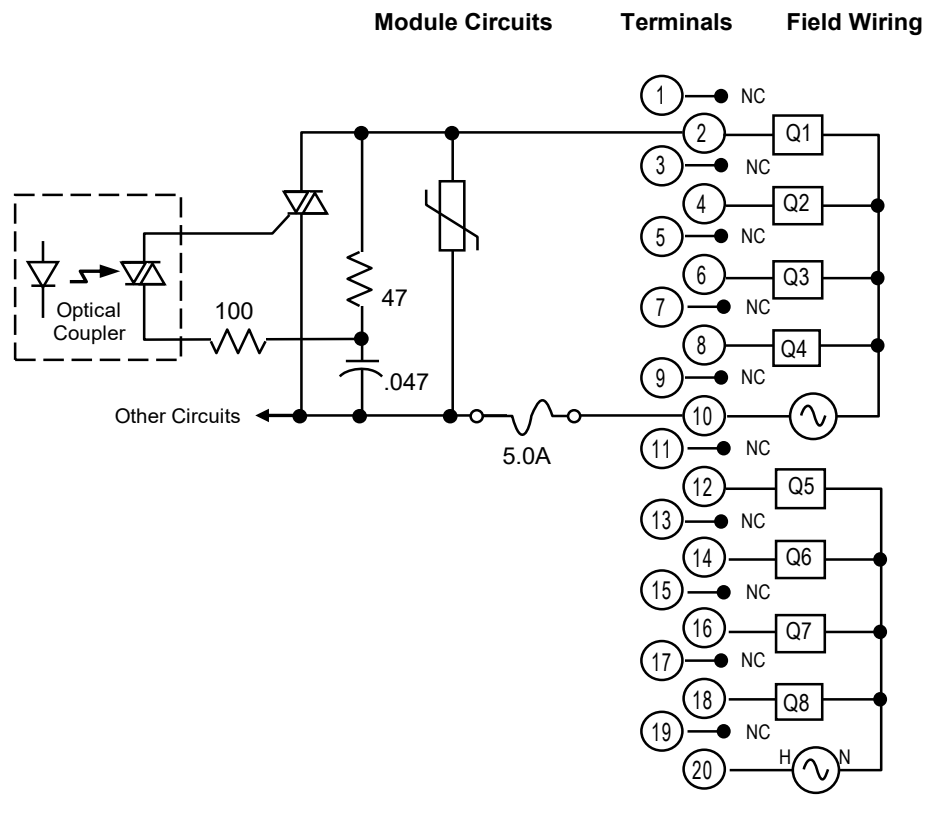 Module Circuits Terminals Field Wiring
1 NC
2 Q1
3 NC
4 Q2
5 NC
6 Q3
7 NC
8 Q4
9 NC
10
11 NC
12 Q5
13 NC
14 Q6
15 NC
16 Q7
17 NC
18 Q8
19 NC
20 H N
Optical
Coupler
100
47
.047
Other Circuits
5.0A